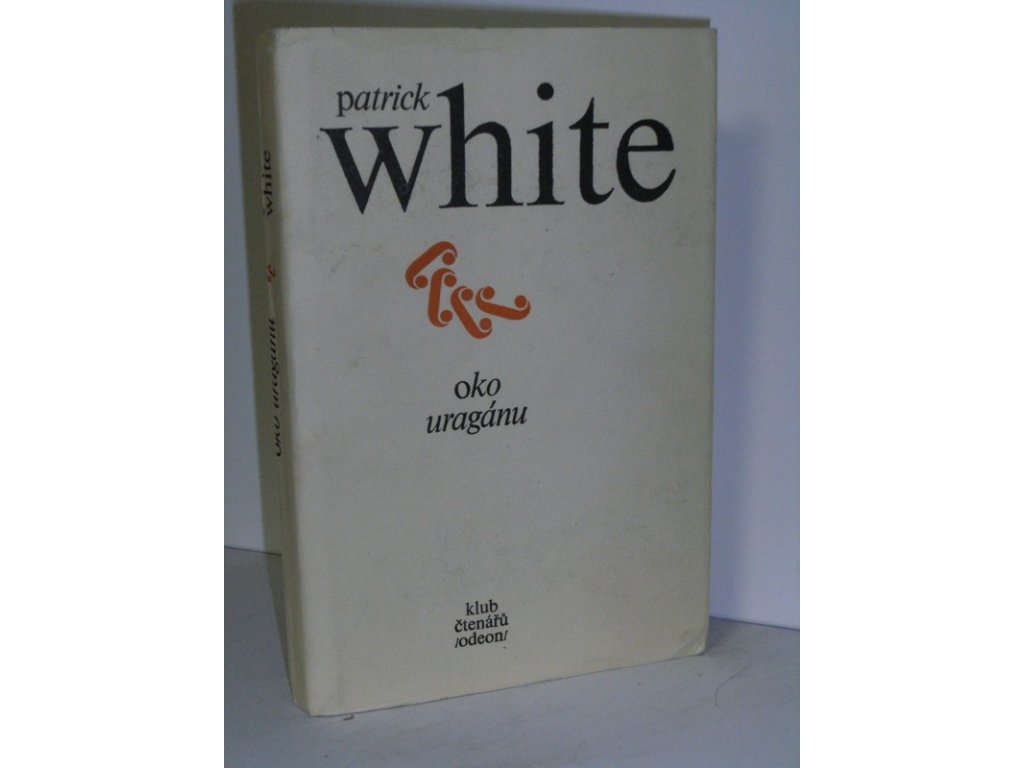 patrick
white
oko
uragánu
klub
čtenářů
/odeon/
white
oko uragánu